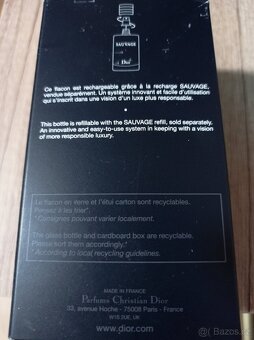 SAUVAGE
Dior
Ce flacon est rechargeable grâce à la recharge SAUVAGE,
vendue séparément. Un système innovant et facile d'utilisation
qui s'inscrit dans une vision d'un luxe plus responsable.
This bottle is refillable with the SAUVAGE refill, sold separately.
An innovative and easy-to-use system in keeping with a vision
of more responsible luxury.
Le flacon en verre et l'étui carton sont recyclables.
Pensez à les trier*.
*Consignes pouvant varier localement.
The glass bottle and cardboard box are recyclable.
Please sort them accordingly.*
*According to local recycling guidelines.
MADE IN FRANCE
Parfums Christian Dior
33, avenue Hoche - 75008 Paris - France
W1S 2UE, UK
www.dior.com